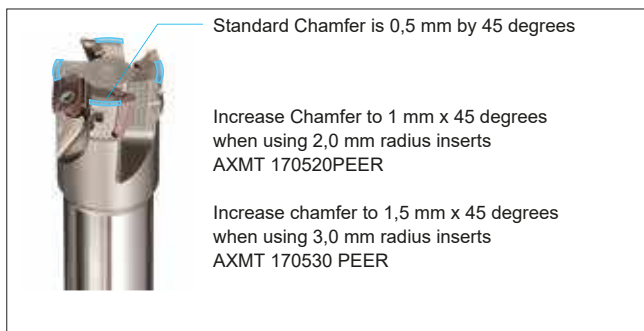 Standard Chamfer is 0,5 mm by 45 degrees
Increase Chamfer to 1 mm x 45 degrees
when using 2,0 mm radius inserts
AXMT 170520PEER
Increase chamfer to 1,5 mm x 45 degrees
when using 3,0 mm radius inserts
AXMT 170530 PEER